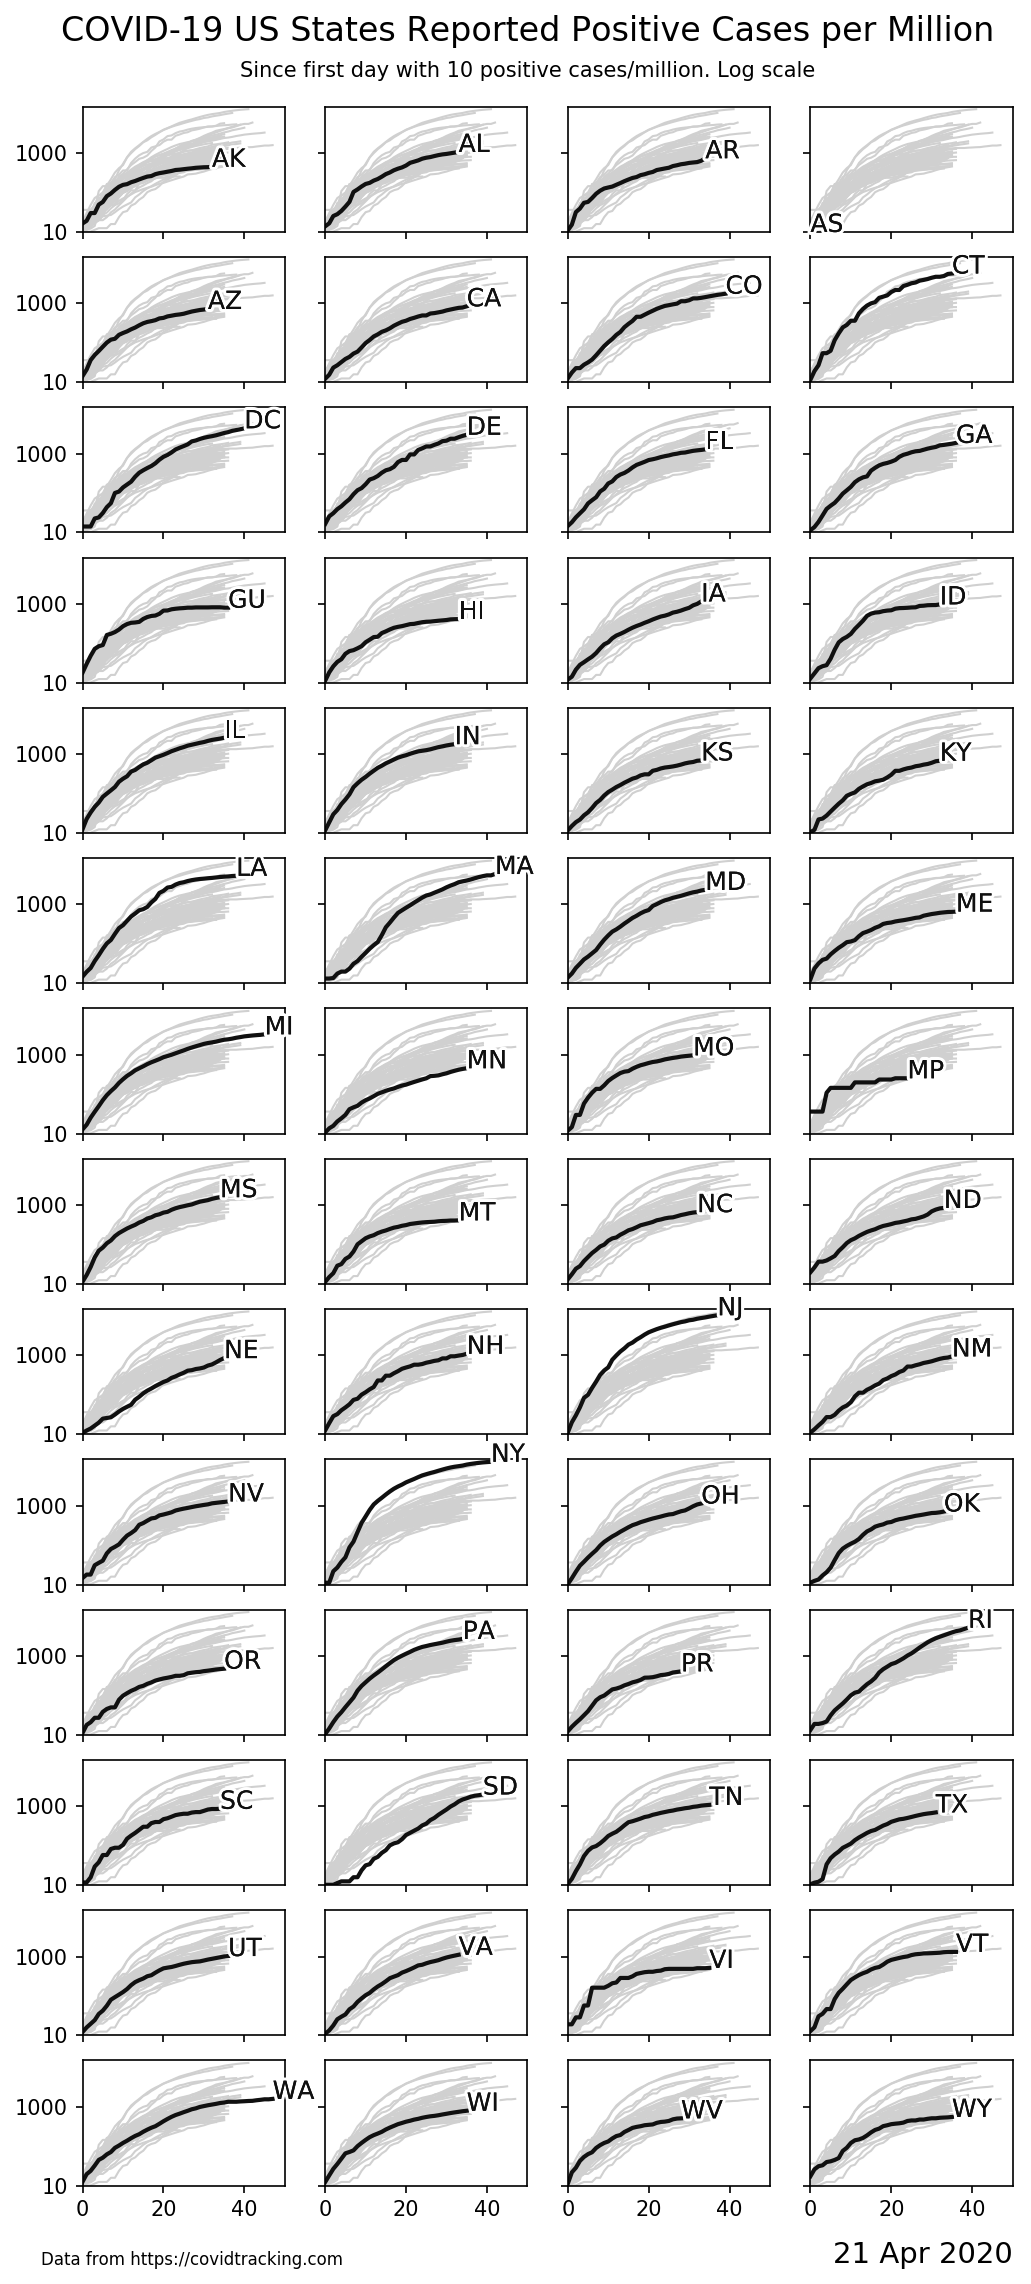 COVID-19 US States Reported Positive Cases per Million
Since first day with 10 positive cases/million. Log scale
1000
10
AK
AL
AR
AS
1000
10
AZ
CA
CO
CT
1000
10
DC
DE
FL
GA
1000
10
GU
HI
IA
ID
1000
10
IL
IN
KS
KY
1000
10
LA
MA
MD
ME
1000
10
MI
MN
MO
MP
1000
10
MS
MT
NC
ND
1000
10
NE
NH
NJ
NM
1000
10
NV
NY
OH
OK
1000
10
OR
PA
PR
RI
1000
10
SC
SD
TN
TX
1000
10
UT
VA
VI
VT
1000
10
WA
WI
WV
WY
0 20 40 0 20 40 0 20 40 0 20 40
Data from https://covidtracking.com
21 Apr 2020